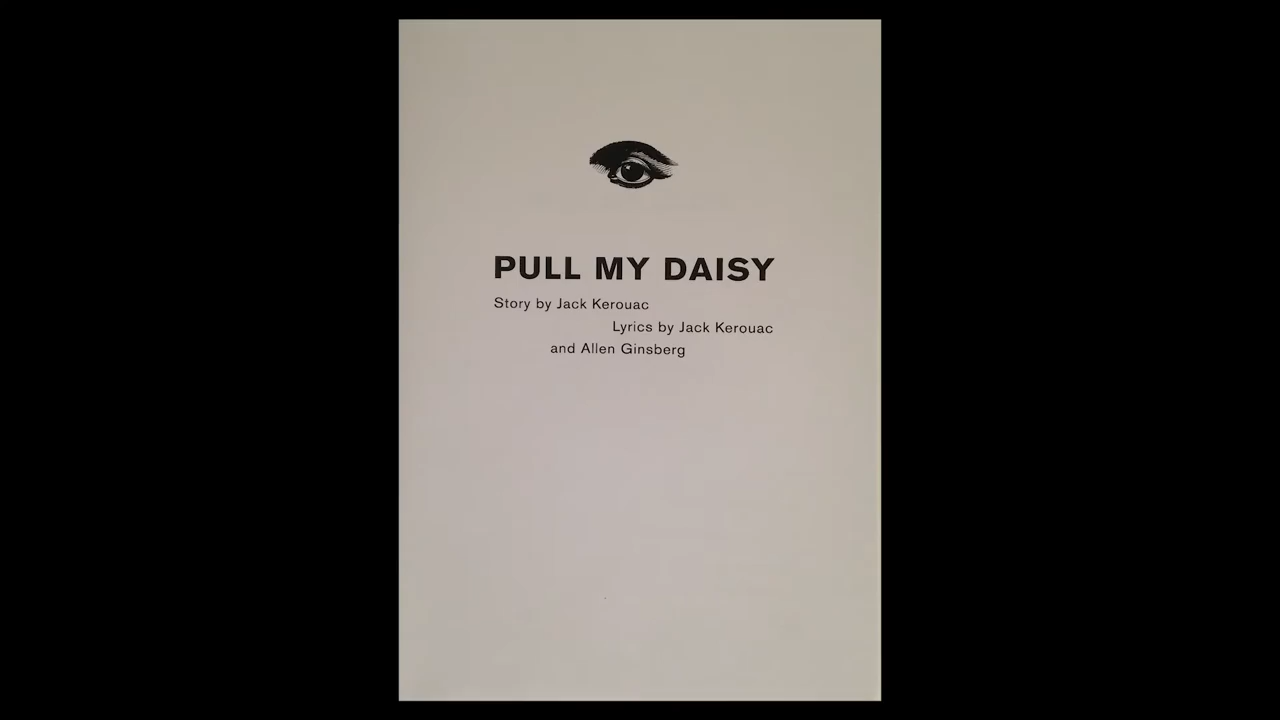 PULL MY DAISY
Story by Jack Kerouac
Lyrics by Jack Kerouac
and Allen Ginsberg